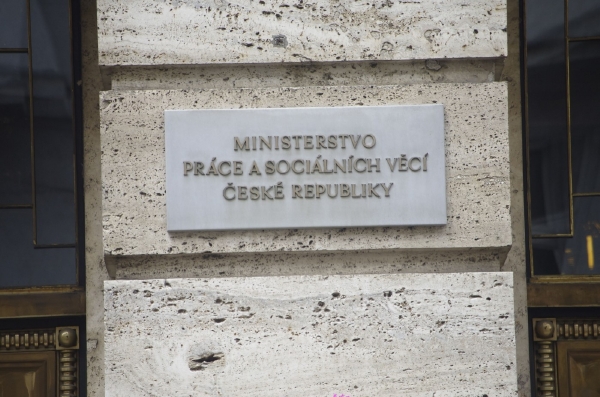 MINISTERSTVO
PRÁCE A SOCIÁLNÍCH VĚCÍ
ČESKÉ REPUBLIKY